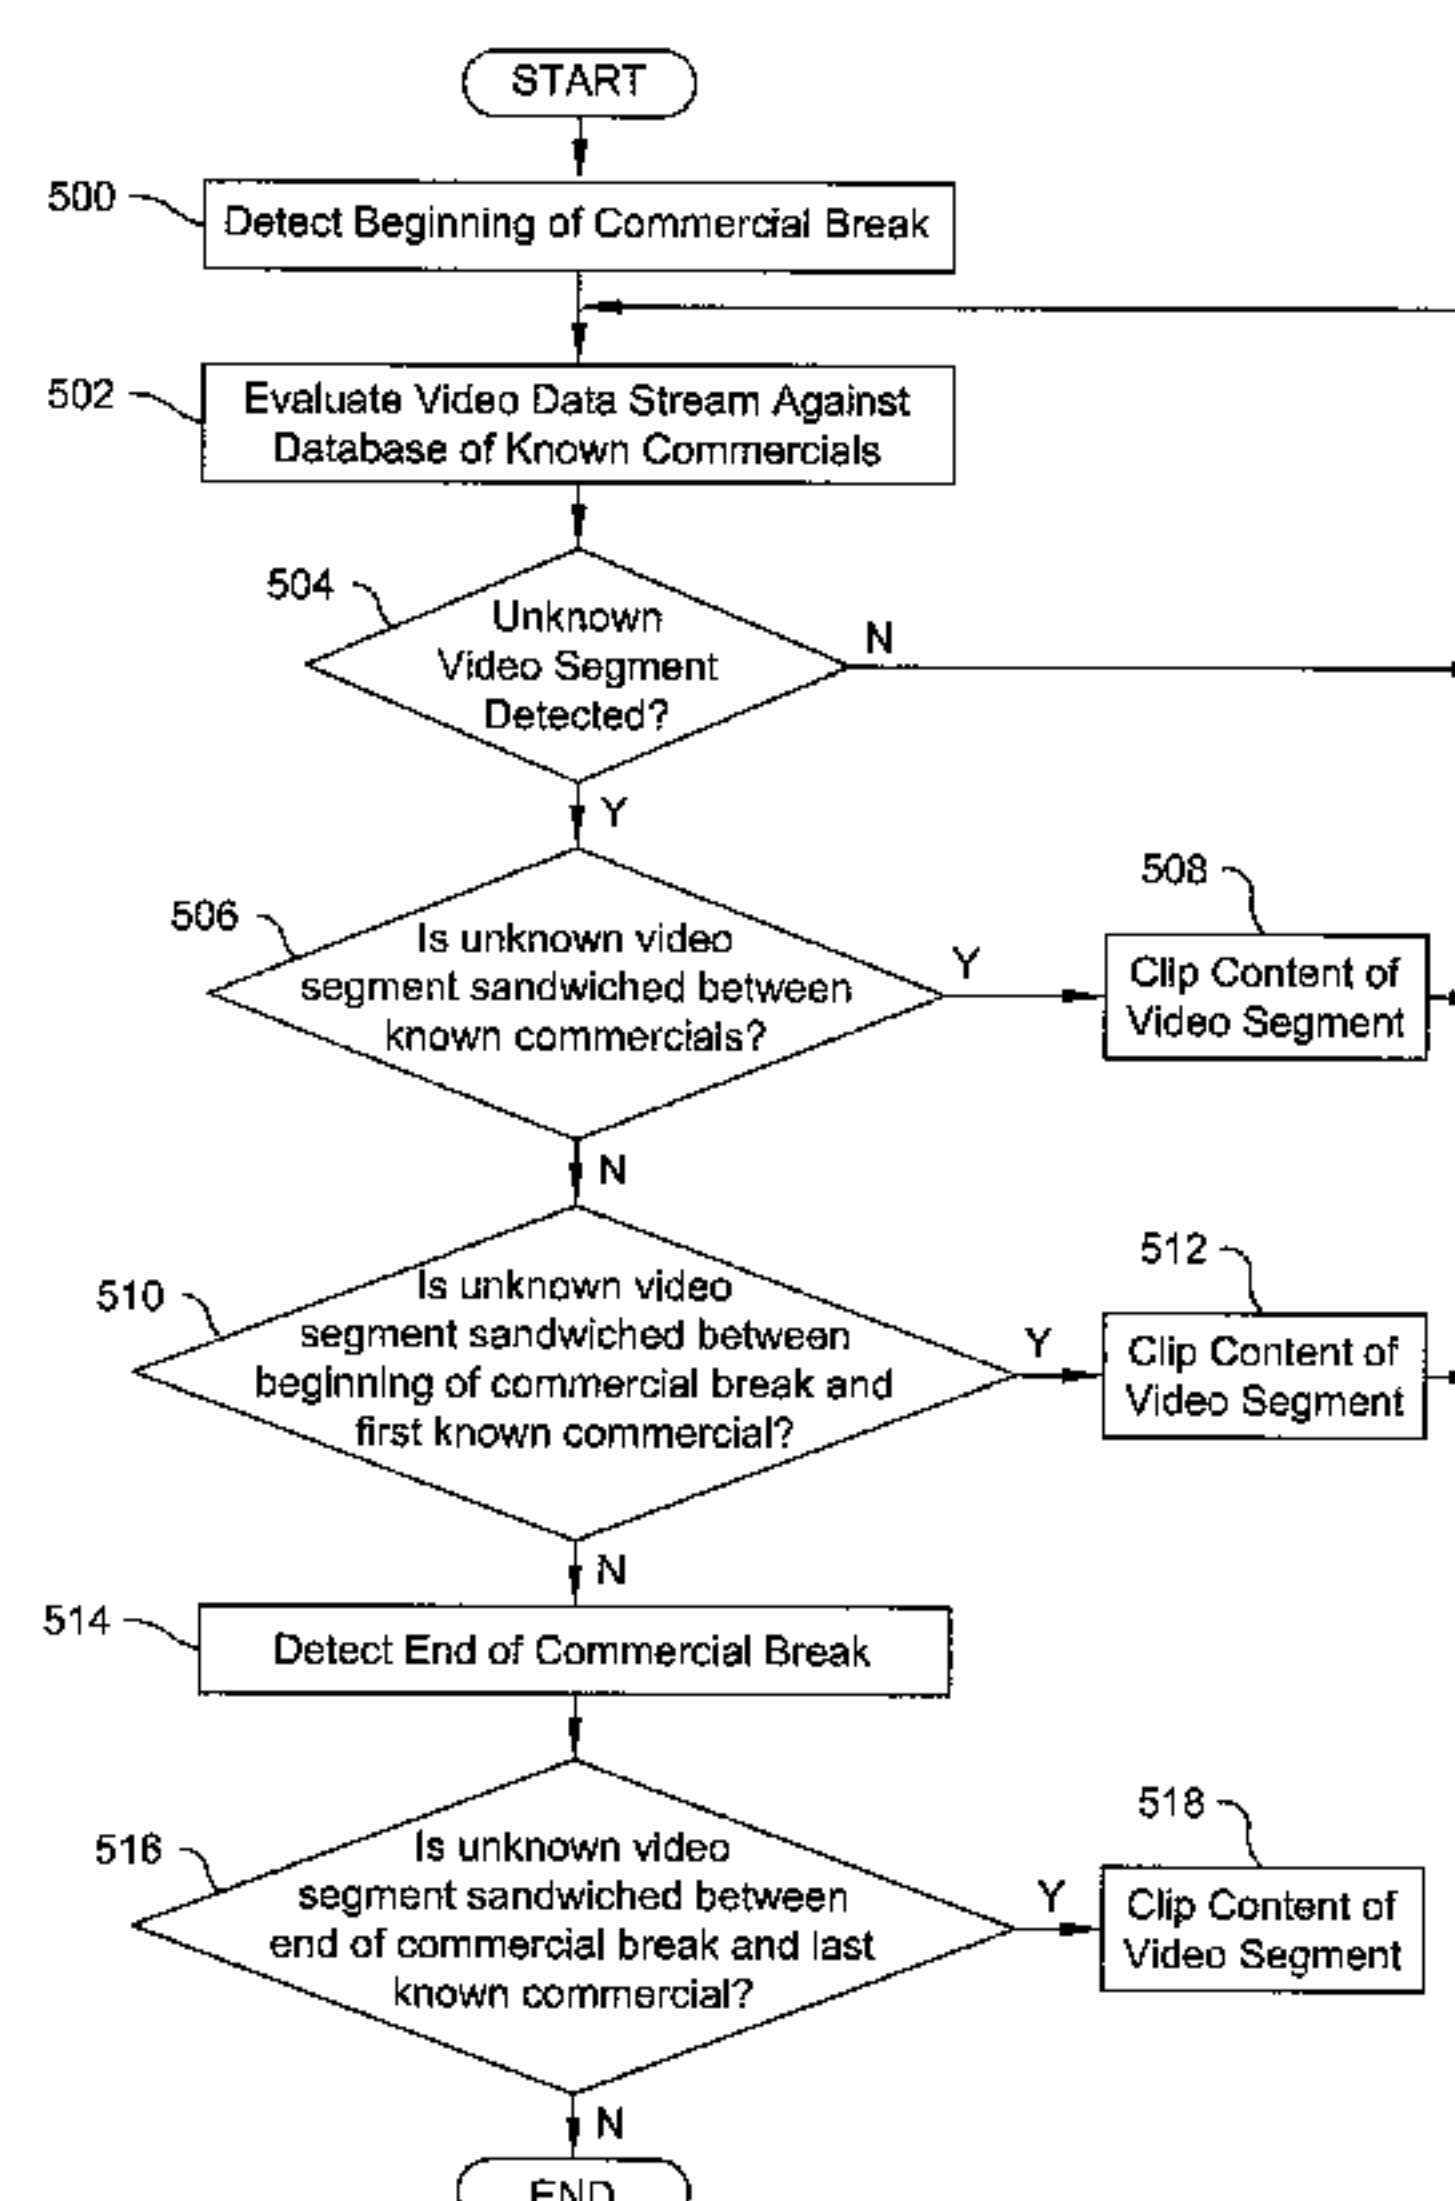 START
500
Detect Beginning of Commercial Break
502
Evaluate Video Data Stream Against
Database of Known Commercials
504
Unknown
Video Segment
Detected?
N
Y
506
Is unknown video
segment sandwiched between
known commercials?
Y
508
Clip Content of
Video Segment
N
510
Is unknown video
segment sandwiched between
beginning of commercial break and
first known commercial?
Y
512
Clip Content of
Video Segment
N
514
Detect End of Commercial Break
516
Is unknown video
segment sandwiched between
end of commercial break and last
known commercial?
Y
518
Clip Content of
Video Segment
N
END